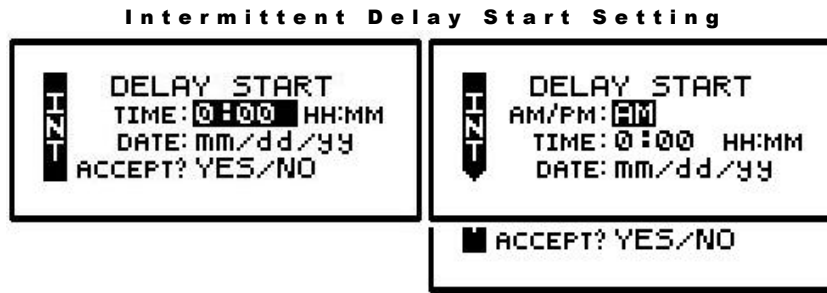 Intermittent Delay Start Setting
INT
DELAY START
TIME: 0:00 HH:MM
DATE: mm/dd/yy
ACCEPT? YES/NO
INT
DELAY START
AM/PM: AM
TIME: 0:00 HH:MM
DATE: mm/dd/yy
ACCEPT? YES/NO